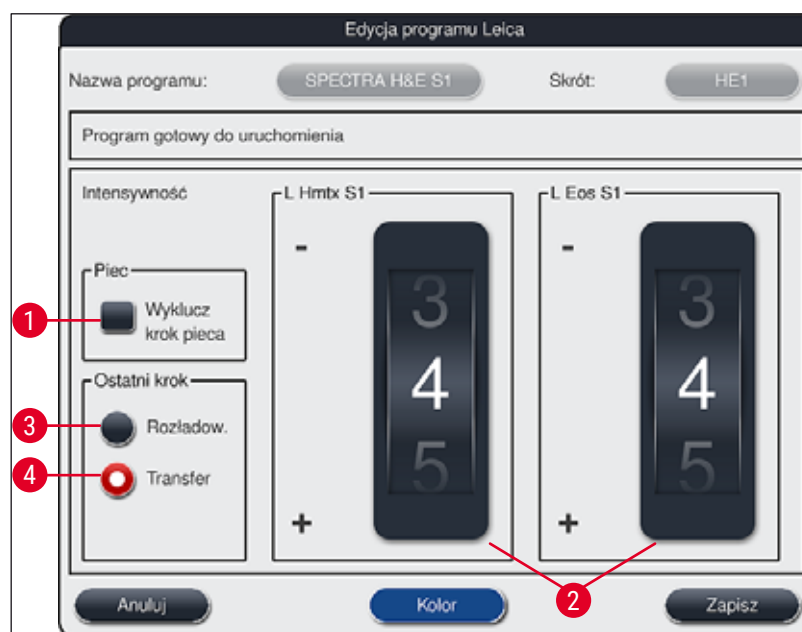 Edycja programu Leica
Nazwa programu: SPECTRA H&E S1 Skrót: HE1
Program gotowy do uruchomienia
Intensywność
L Hmtx S1
L Eos S1
-
-
Piec
1
Wyklucz
krok pieca
3
4
5
3
4
5
Ostatni krok
3
Rozładow.
4
Transfer
+
+
2
Anuluj Kolor Zapisz